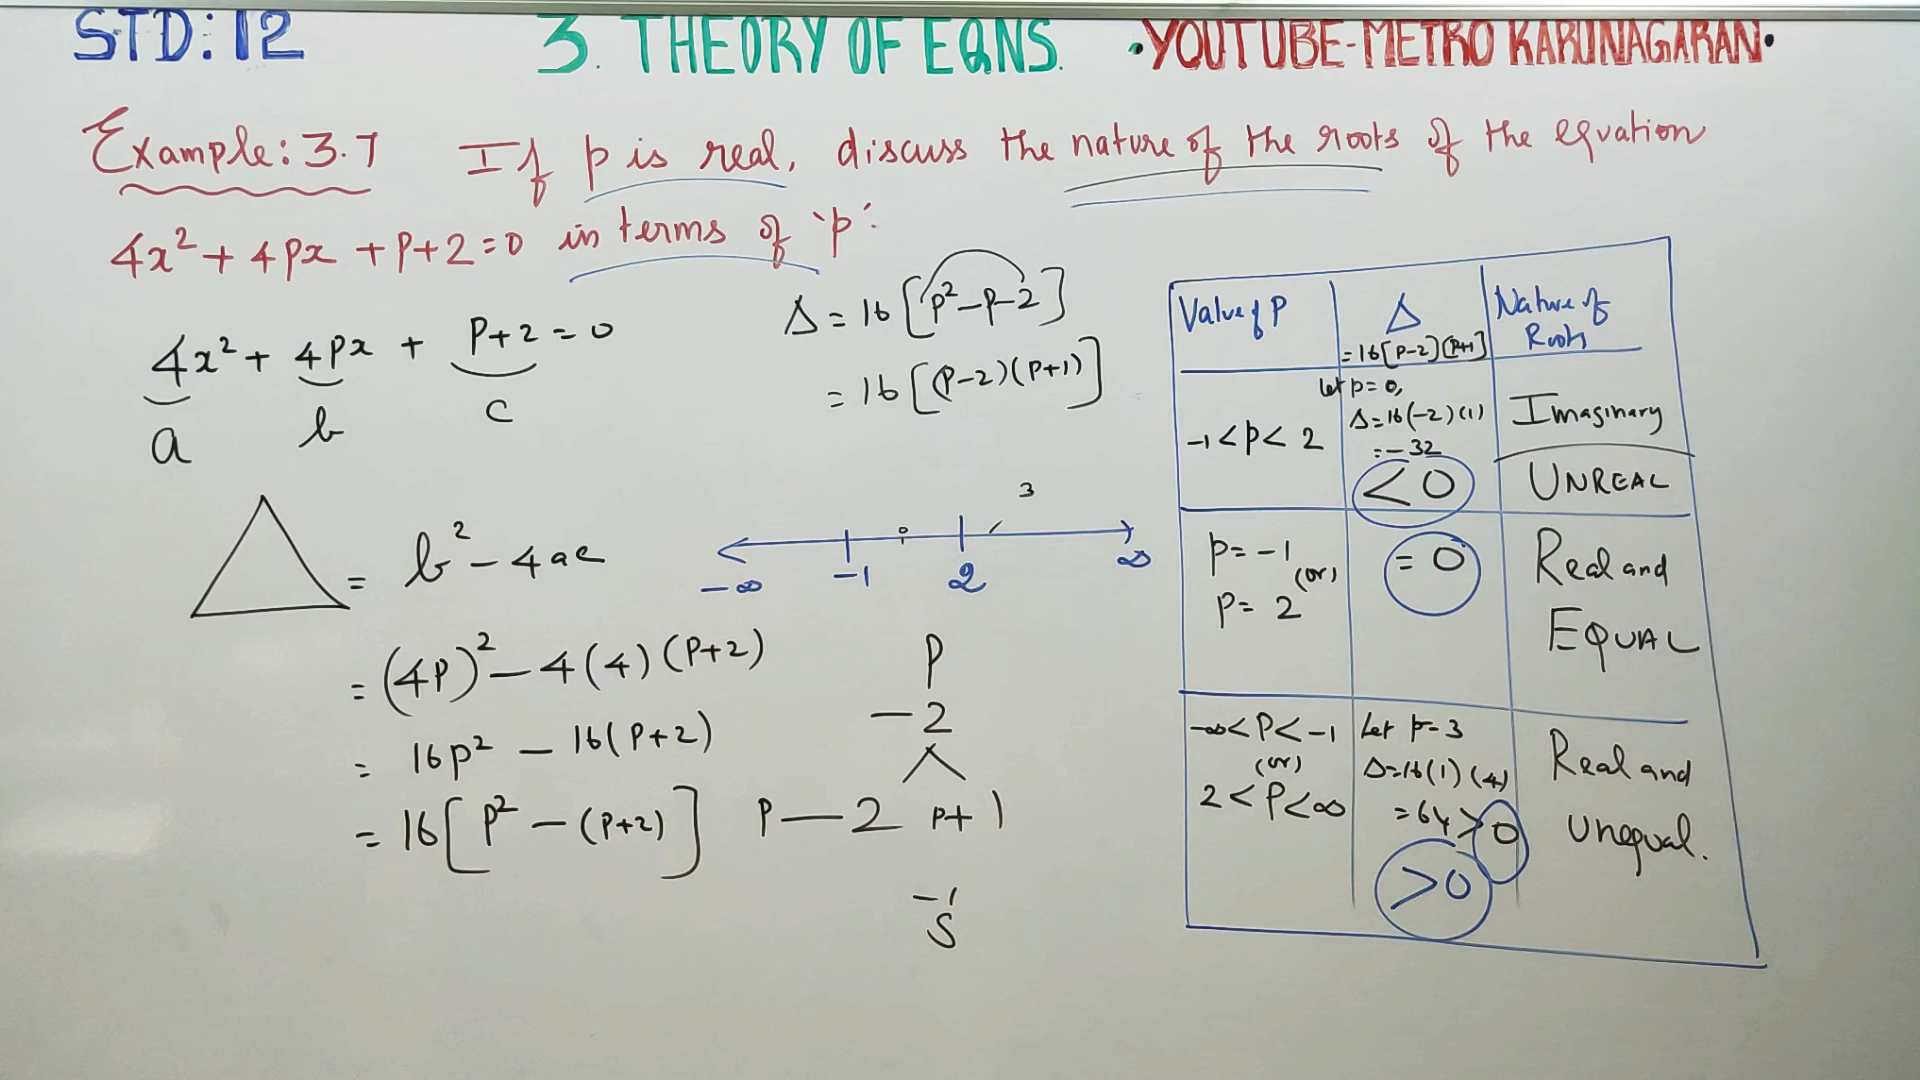 STD: 12
3. THEORY OF EQNS.
•YOUTUBE-METRO KARUNAGARAN•
Example: 3.7 If p is real, discuss the nature of the roots of the equation
4x² + 4px + p+2=0 in terms of 'p'.
4x² + 4px + p+2 = 0
a b c
= b² - 4ac
= (4p)² - 4(4)(p+2)
= 16p² - 16(p+2)
= 16[p² - (p+2)]
Δ = 16[p²-p-2]
= 16[(p-2)(p+1)]
3
0
-∞ -1 2 ∞
p
-2
p-2 p+1
-1
S
Value of P
Δ
= 16[p-2)(p+1]
Nature of
Roots
-1<p<2
Let p=0,
Δ=16(-2)(1)
=-32
<0
Imaginary
UNREAL
p=-1
(or)
p=2
=0
Real and
EQUAL
-∞<P<-1
(or)
2<P<∞
Let p=3
Δ=16(1)(4)
=64>0
>0
Real and
unequal.